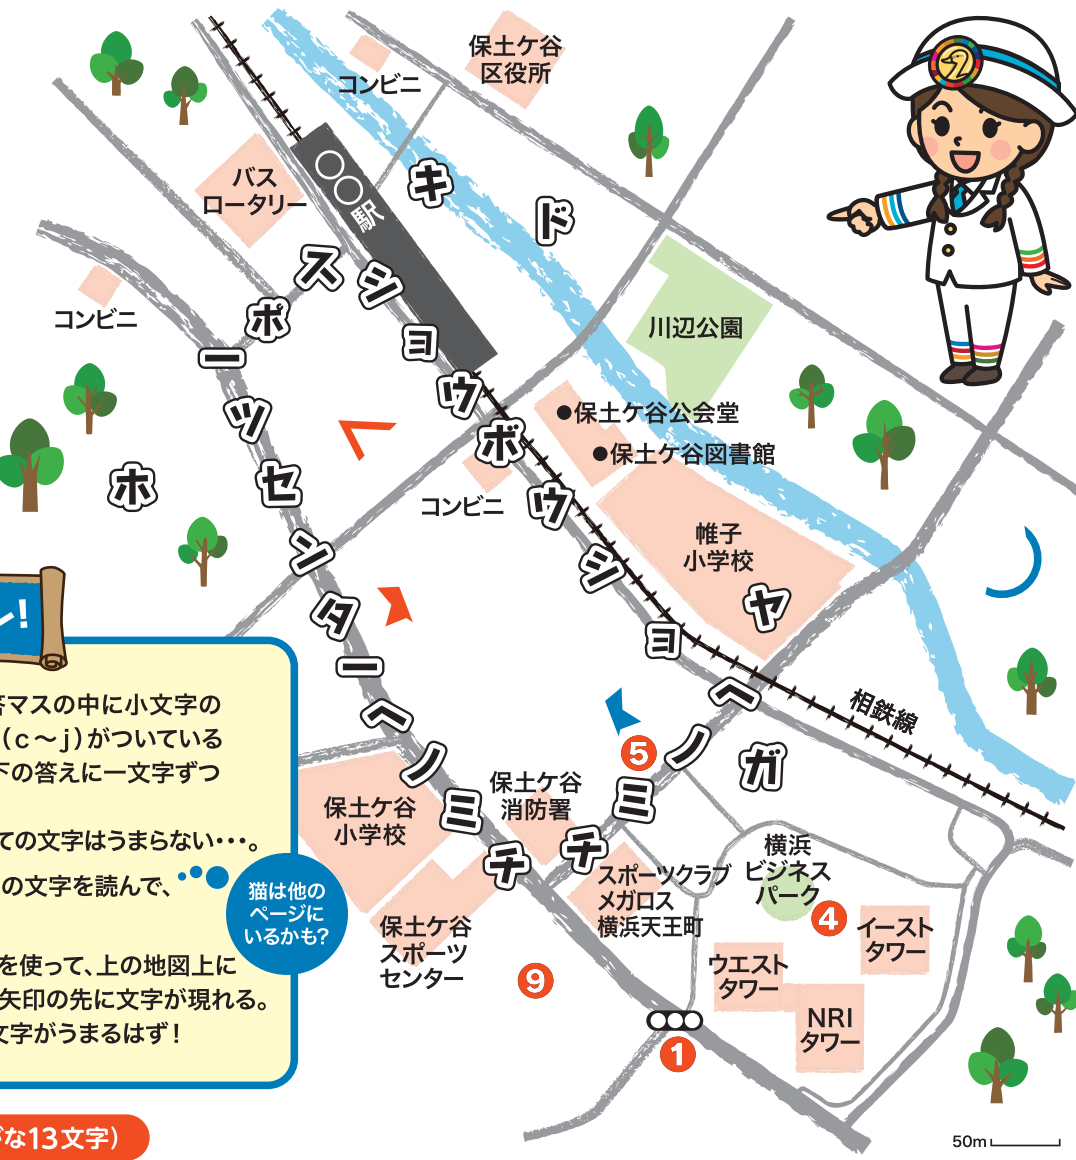 保土ケ谷
区役所
コンビニ
バス
ロータリー
○○駅
キ
ド
スポーツセンターヘノミチ
ショウボウショヘノミチ
コンビニ
川辺公園
●保土ケ谷公会堂
●保土ケ谷図書館
コンビニ
ホ
帷子
小学校
ヤ
相鉄線
ガ
5
保土ケ谷
小学校
保土ケ谷
消防署
保土ケ谷
スポーツ
センター
スポーツクラブ
メガロス
横浜天王町
横浜
ビジネス
パーク
4
イースト
タワー
ウエスト
タワー
NRI
タワー
9
1
50m
!
答マスの中に小文字の
(c～j)がついている
下の答えに一文字ずつ
ての文字はうまらない・・・。
の文字を読んで、
猫は他の
ページに
いるかも?
を使って、上の地図上に
矢印の先に文字が現れる。
文字がうまるはず!
な13文字)